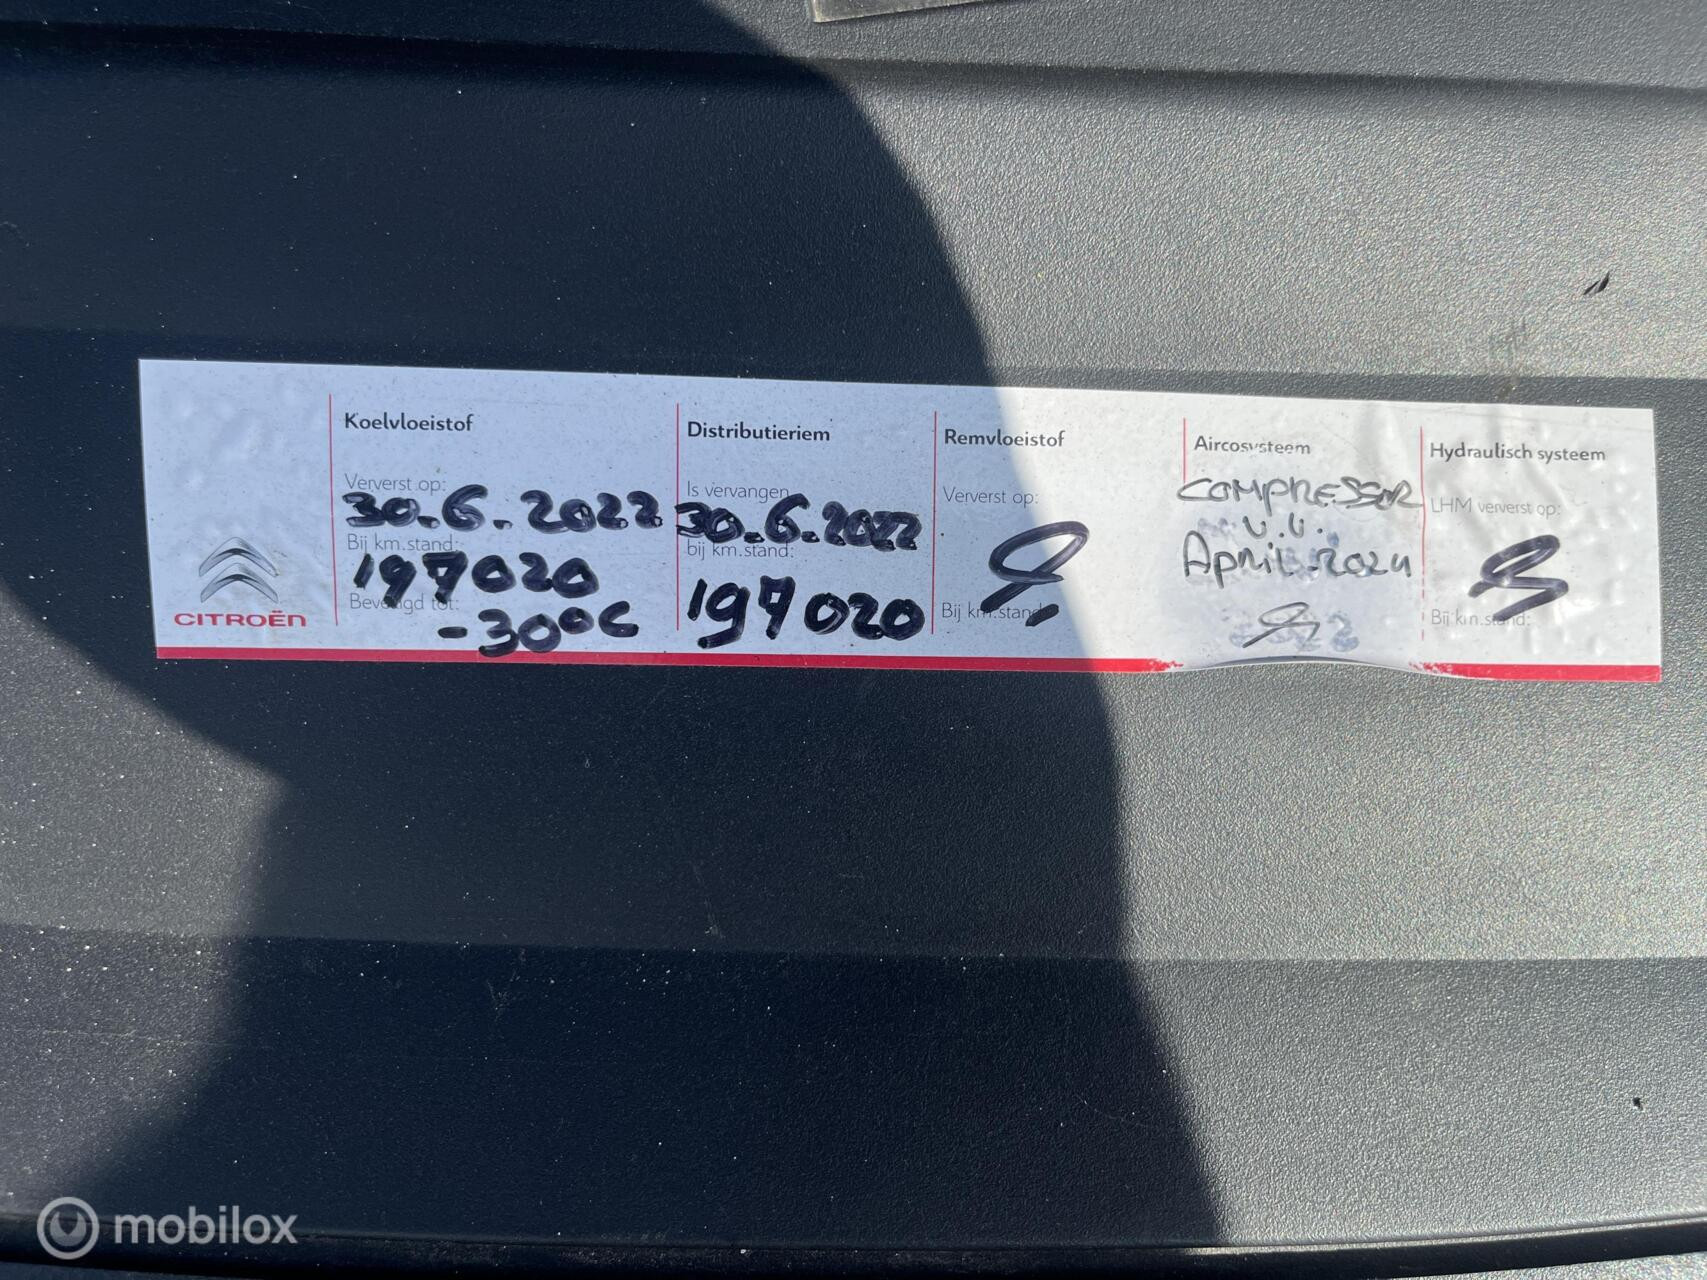 Koelvloeistof
Ververst op:
30.6.2022
Bij km.stand:
197020
Beveiligd tot:
-30°C
Distributieriem
Is vervangen
30.6.2022
bij km.stand:
197020
Remvloeistof
Ververst op:
Bij km.stand:
Aircosysteem
COMPRESSOR
v.v.
April.2024
Hydraulisch systeem
LHM ververst op:
Bij km.stand:
CITROËN
mobilox